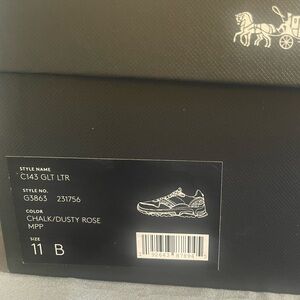 STYLE NAME
C143 GLT LTR
STYLE NO.
G3863 231756
COLOR
CHALK/DUSTY ROSE
MPP
SIZE
11 B